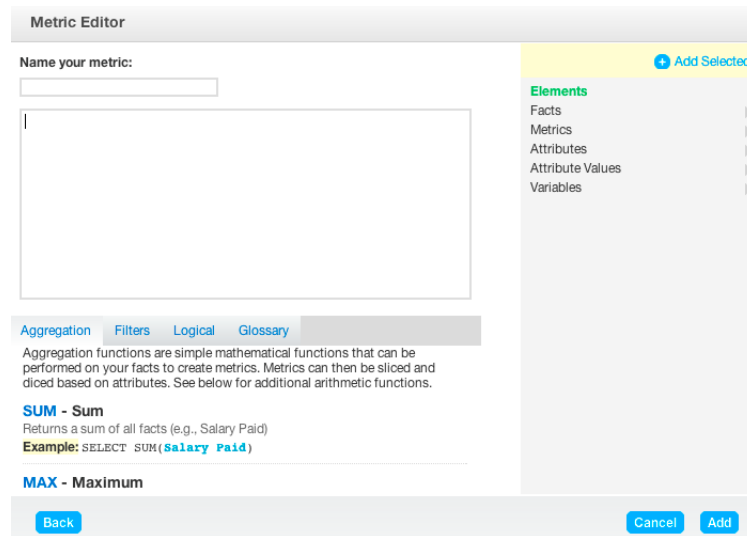 Metric Editor
Name your metric:
Add Selected
Elements
Facts
Metrics
Attributes
Attribute Values
Variables
Aggregation Filters Logical Glossary
Aggregation functions are simple mathematical functions that can be
performed on your facts to create metrics. Metrics can then be sliced and
diced based on attributes. See below for additional arithmetic functions.
SUM - Sum
Returns a sum of all facts (e.g., Salary Paid)
Example: SELECT SUM(Salary Paid)
MAX - Maximum
Back Cancel Add